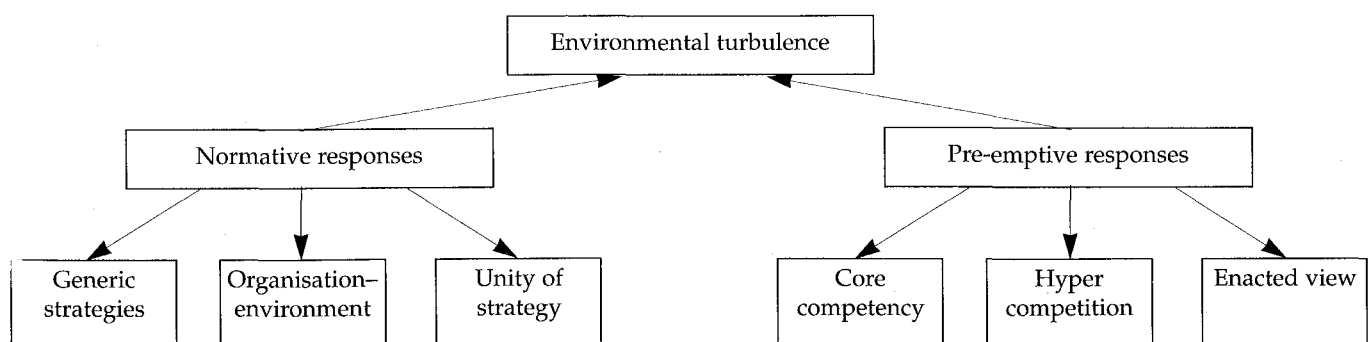 Environmental turbulence
Normative responses
Pre-emptive responses
Generic
strategies
Organisation–
environment
Unity of
strategy
Core
competency
Hyper
competition
Enacted view